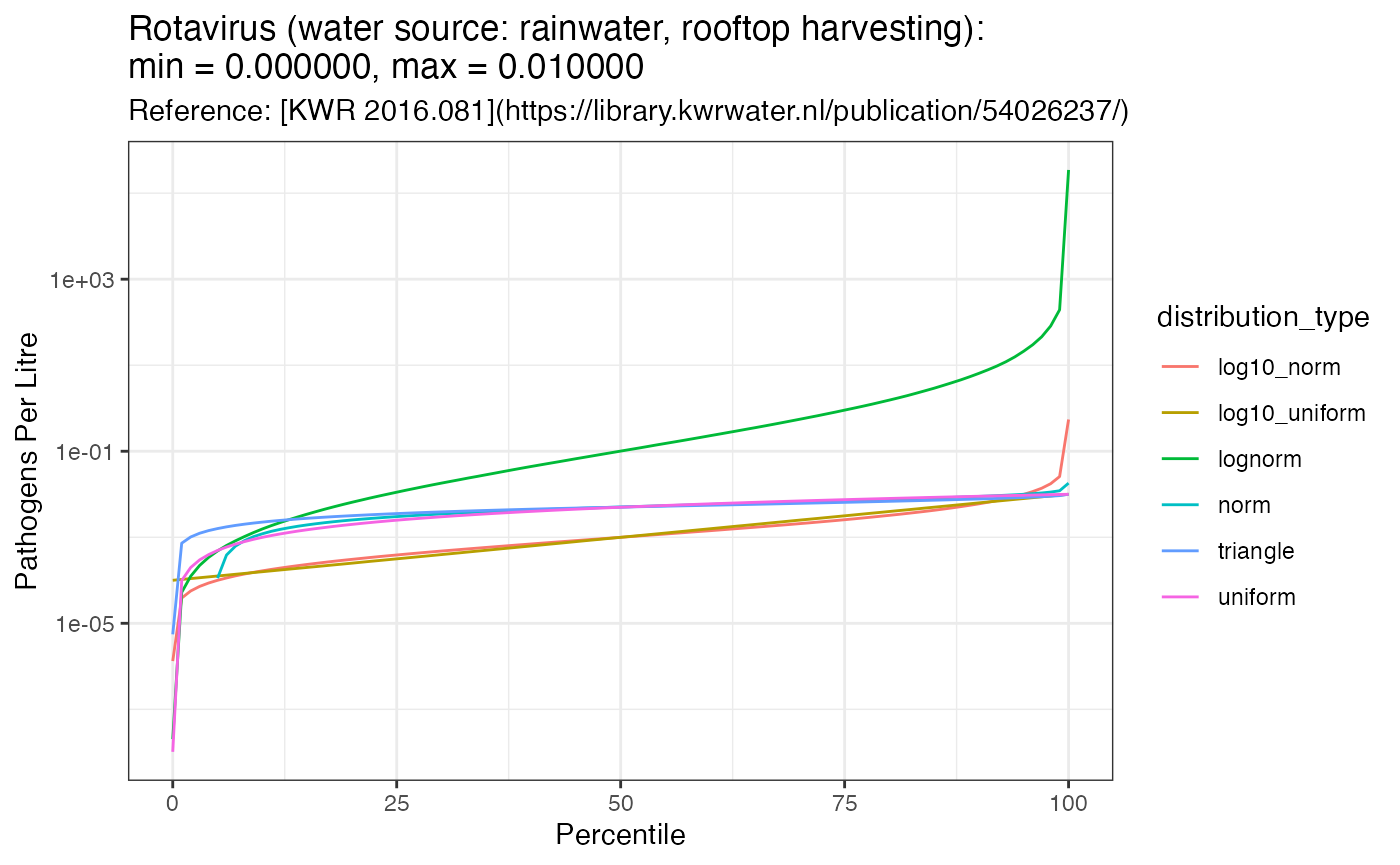 Rotavirus (water source: rainwater, rooftop harvesting):
min = 0.000000, max = 0.010000
Reference: [KWR 2016.081](https://library.kwrwater.nl/publication/54026237/)
Pathogens Per Litre
1e+03
1e-01
1e-05
0
25
50
75
100
Percentile
distribution_type
log10_norm
log10_uniform
lognorm
norm
triangle
uniform